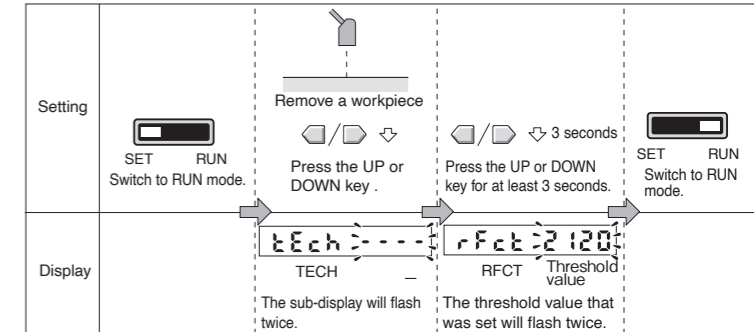 Setting
SET RUN
Switch to RUN mode.
Remove a workpiece
/
Press the UP or
DOWN key .
/ 3 seconds
Press the UP or DOWN
key for at least 3 seconds.
SET RUN
Switch to RUN
mode.
Display
tEch - - - -
TECH _
The sub-display will flash
twice.
rFct 2120
RFCT Threshold
value
The threshold value that
was set will flash twice.